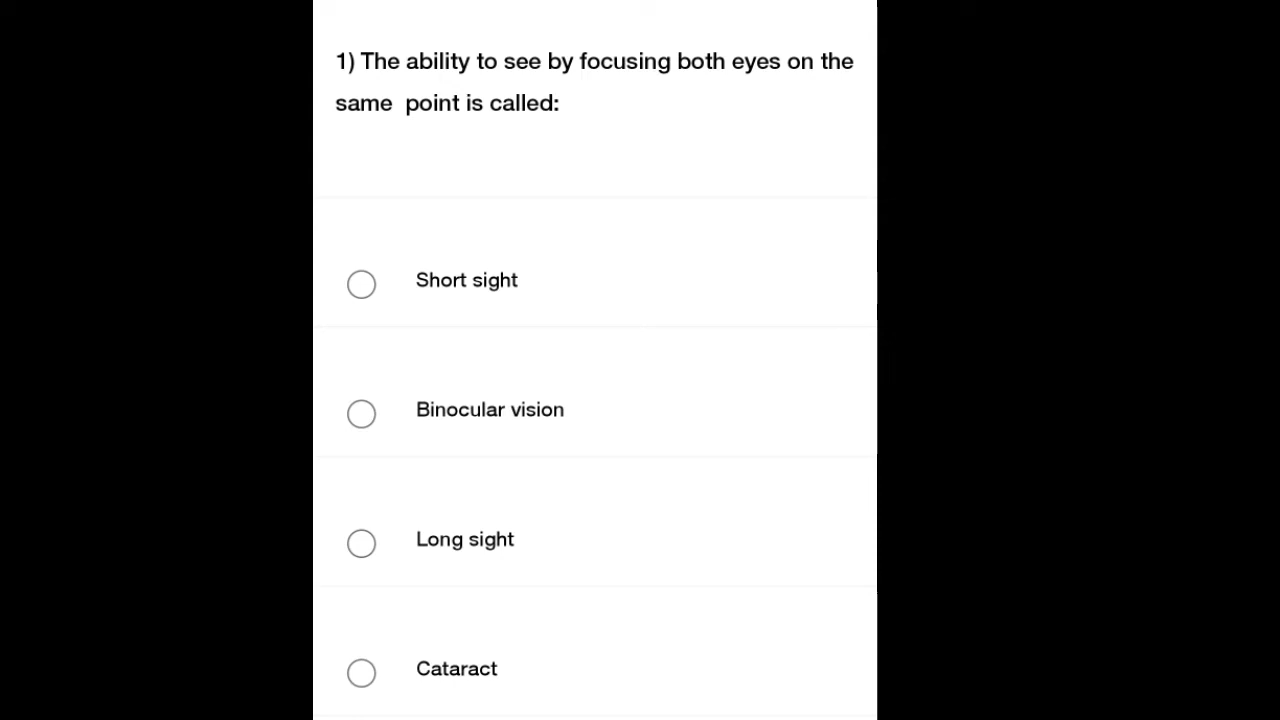 1) The ability to see by focusing both eyes on the
same  point is called:
Short sight
Binocular vision
Long sight
Cataract